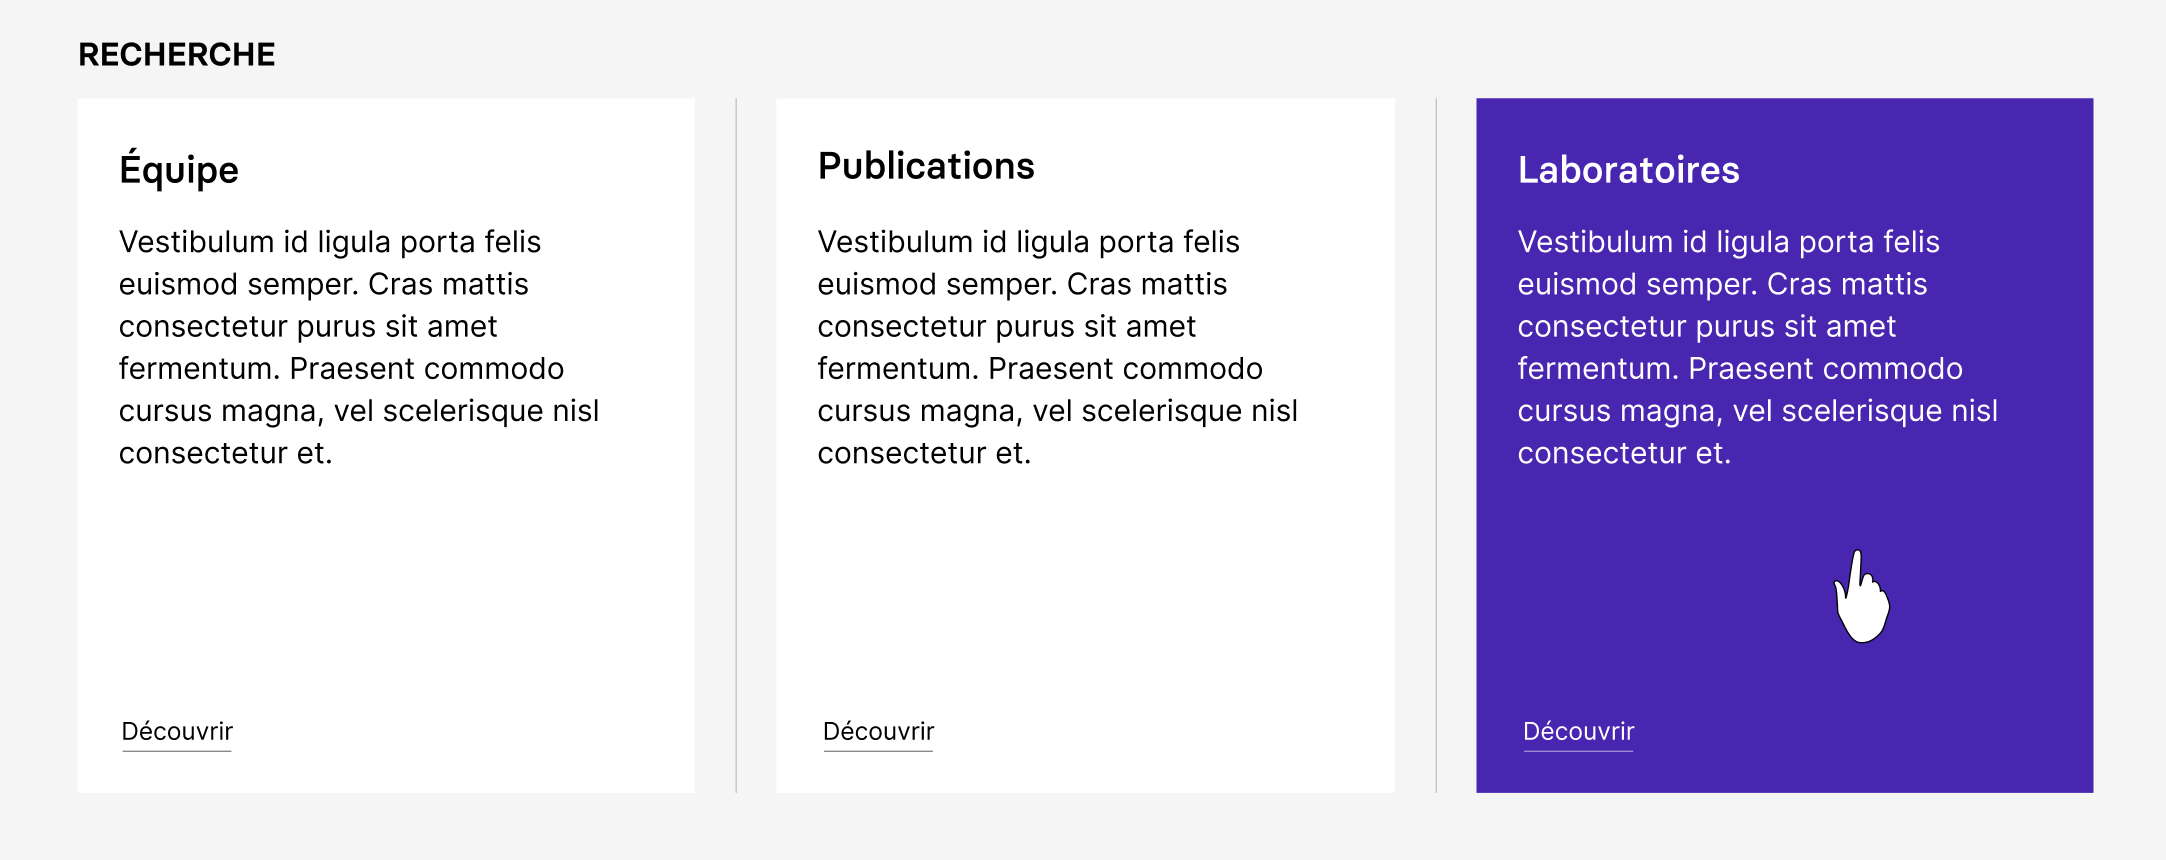 RECHERCHE
Équipe
Vestibulum id ligula porta felis
euismod semper. Cras mattis
consectetur purus sit amet
fermentum. Praesent commodo
cursus magna, vel scelerisque nisl
consectetur et.
Découvrir
Publications
Vestibulum id ligula porta felis
euismod semper. Cras mattis
consectetur purus sit amet
fermentum. Praesent commodo
cursus magna, vel scelerisque nisl
consectetur et.
Découvrir
Laboratoires
Vestibulum id ligula porta felis
euismod semper. Cras mattis
consectetur purus sit amet
fermentum. Praesent commodo
cursus magna, vel scelerisque nisl
consectetur et.
Découvrir